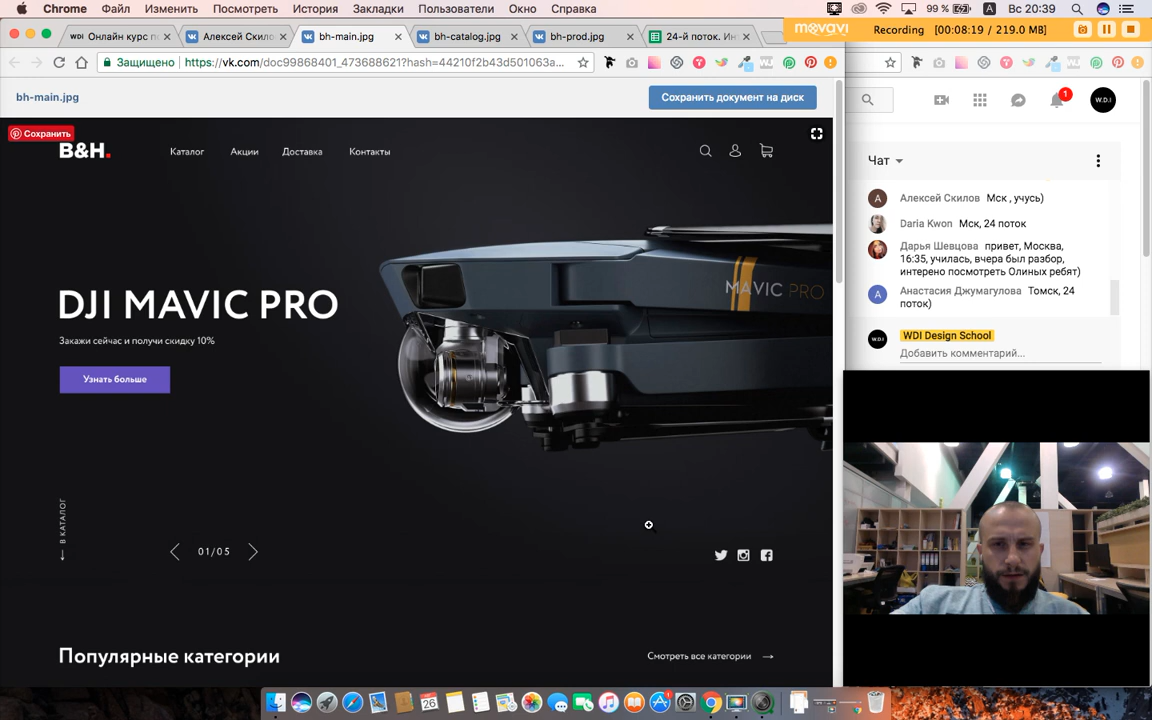 Chrome Файл Изменить Просмотреть История Закладки Пользователи Окно Справка 99 % A Вс 20:39
WDI Онлайн курс п
Алексей Скило
bh-main.jpg
bh-catalog.jpg
bh-prod.jpg
24-й поток. Инт
movavi
Recording [00:08:19 / 219.0 MB]
Защищено https://vk.com/doc99868401_473688621?hash=44210f2b43d501063a...
bh-main.jpg
Сохранить документ на диск
Сохранить
B&H.
Каталог Акции Доставка Контакты
DJI MAVIC PRO
Закажи сейчас и получи скидку 10%
Узнать больше
MAVIC PRO
В КАТАЛОГ
01/05
Популярные категории
Смотреть все категории →
1
W.D.I
Чат
А Алексей Скилов Мск , учусь)
Daria Kwon Мск, 24 поток
Дарья Шевцова привет, Москва,
16:35, училась, вчера был разбор,
интерено посмотреть Олиных ребят)
А Анастасия Джумагулова Томск, 24
поток)
W.D.I WDI Design School
Добавить комментарий...
26
1